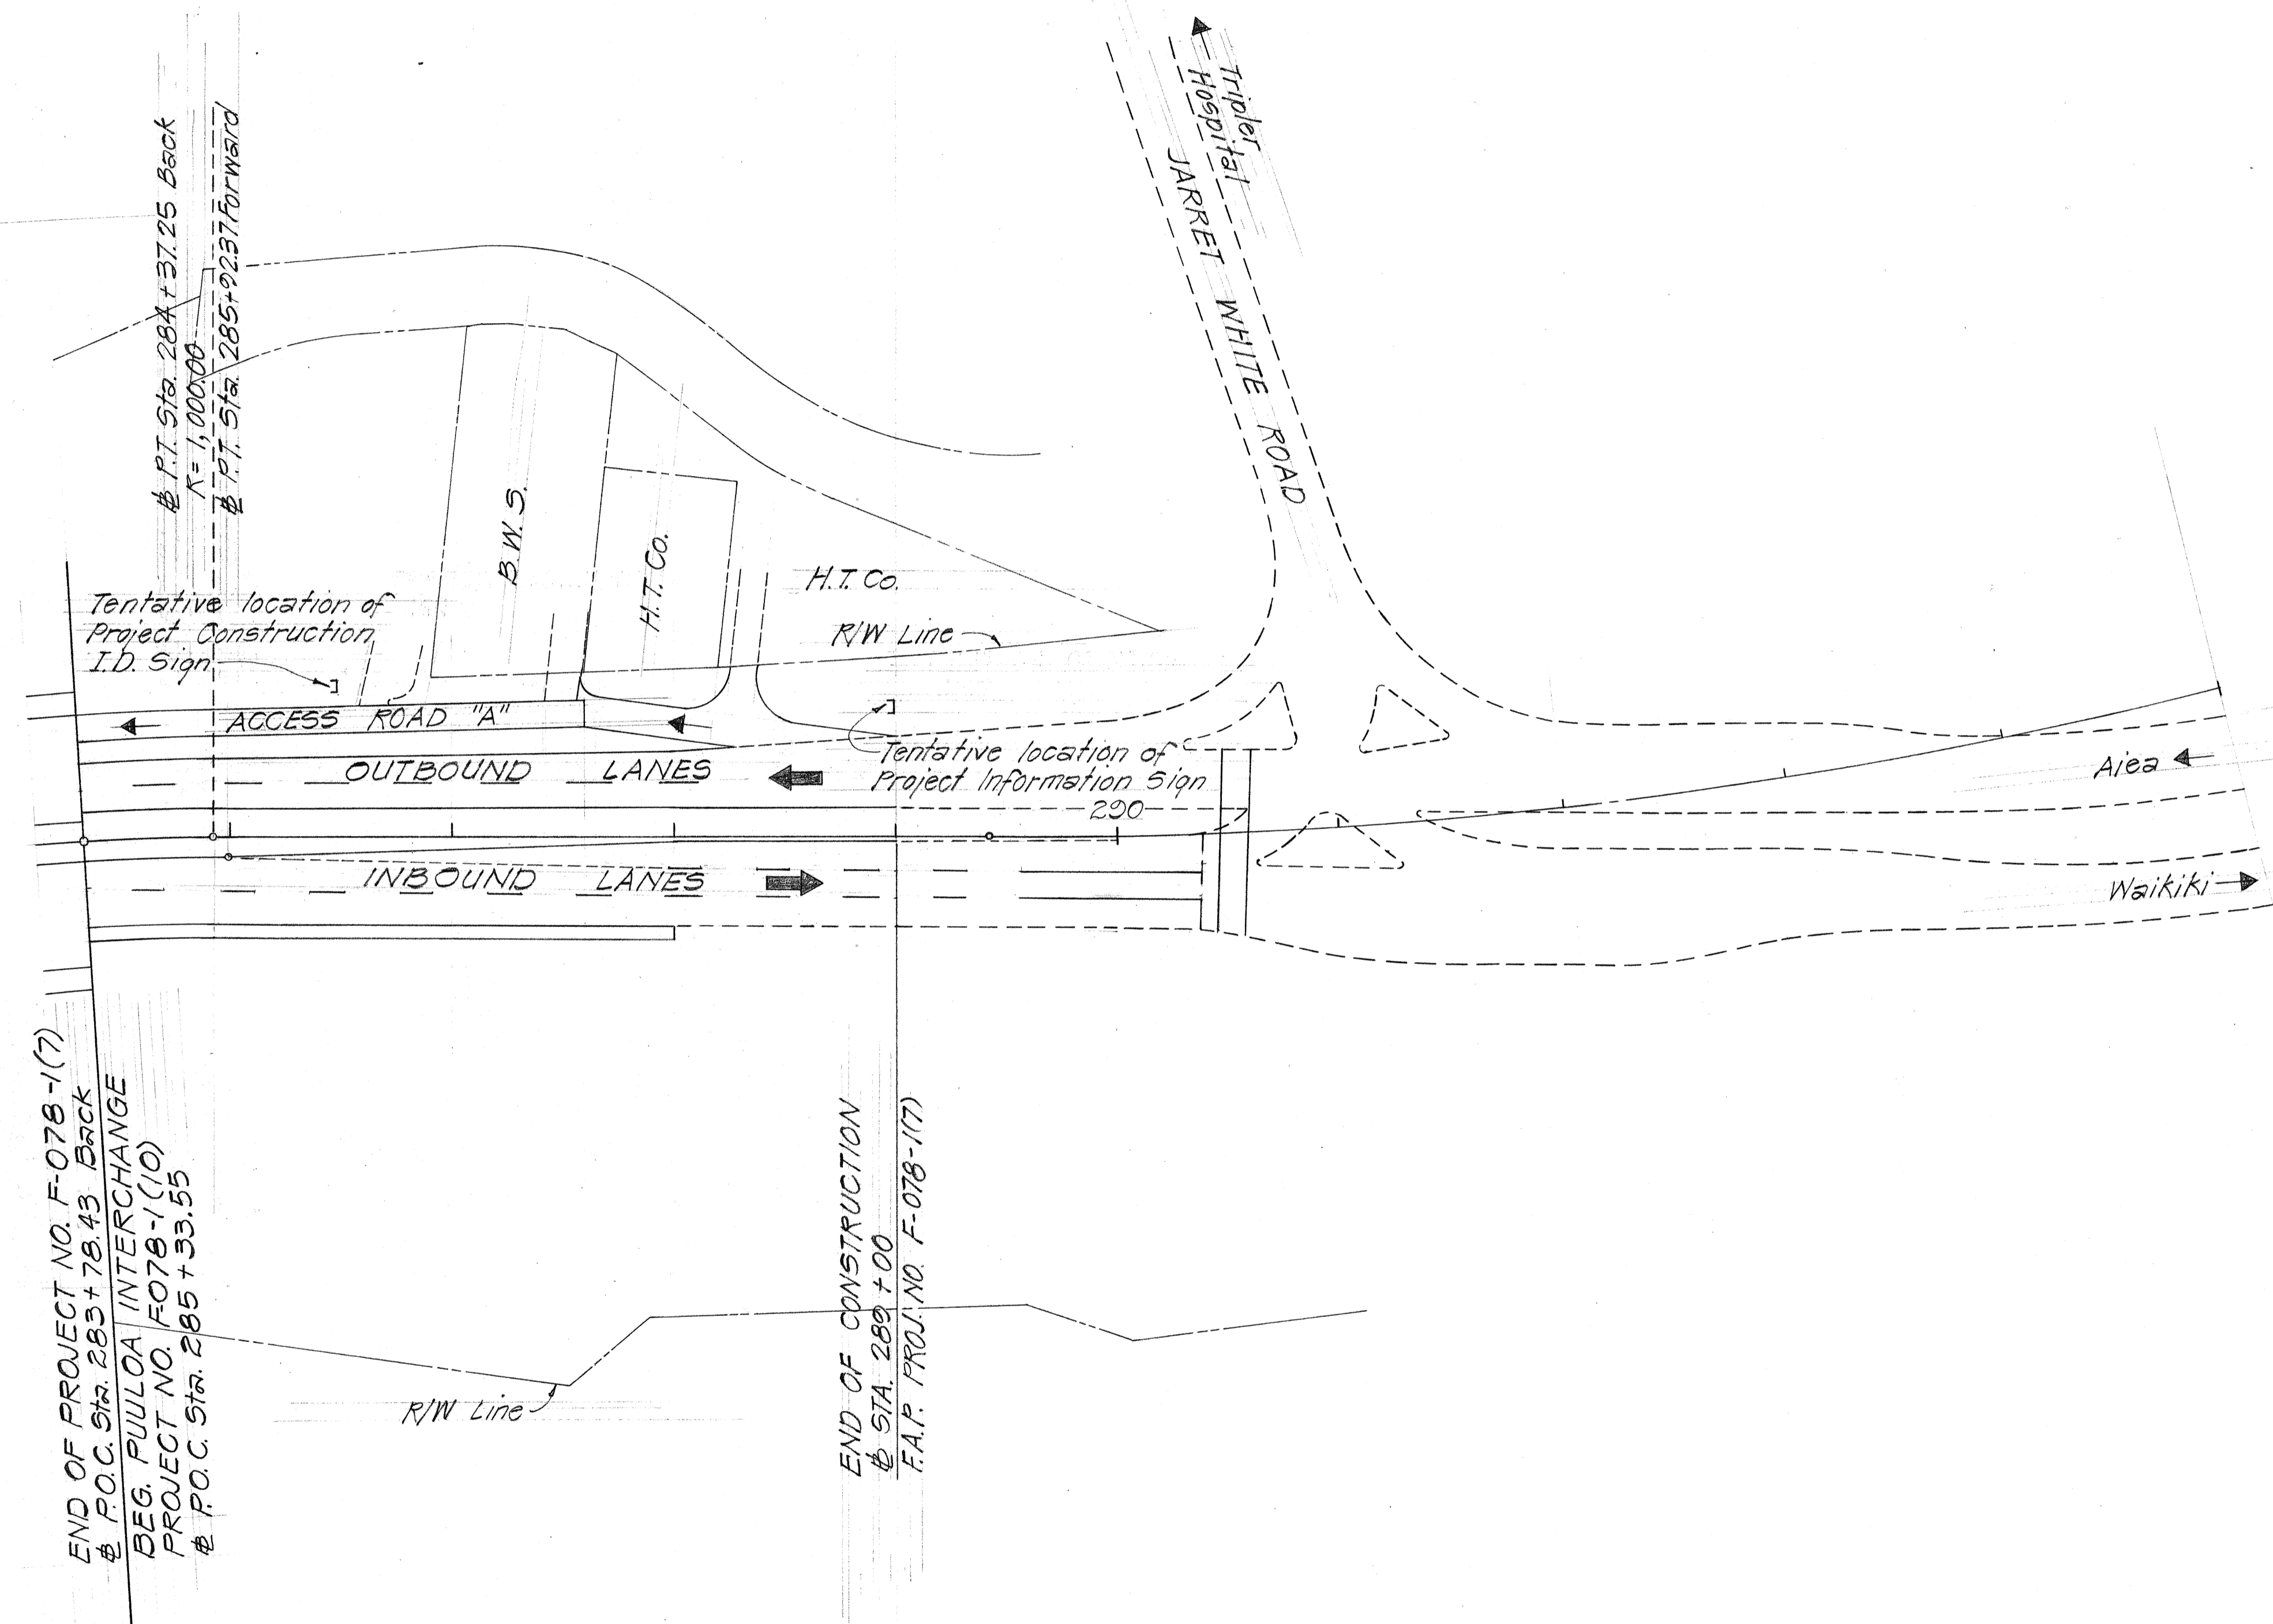 Tripler
Hospital
JARRET WHITE ROAD
℔ P.T. Sta. 284+37.25 Back
R= 1,000.00
℔ P.T. Sta. 285+92.37 Forward
B.W.S.
H.T. Co.
H.T. Co.
R/W Line
Tentative location of
Project Construction
I.D. Sign
ACCESS ROAD "A"
OUTBOUND LANES
Tentative location of
Project Information Sign
290
INBOUND LANES
Aiea
Waikiki
END OF PROJECT NO. F-078-1(7)
℔ P.O.C. Sta. 283+78.43 Back
BEG. PUULOA INTERCHANGE
PROJECT NO. F-078-1(10)
℔ P.O.C. Sta. 285+33.55
END OF CONSTRUCTION
℔ STA. 289+00
F.A.P. PROJ. NO. F-078-1(7)
R/W Line